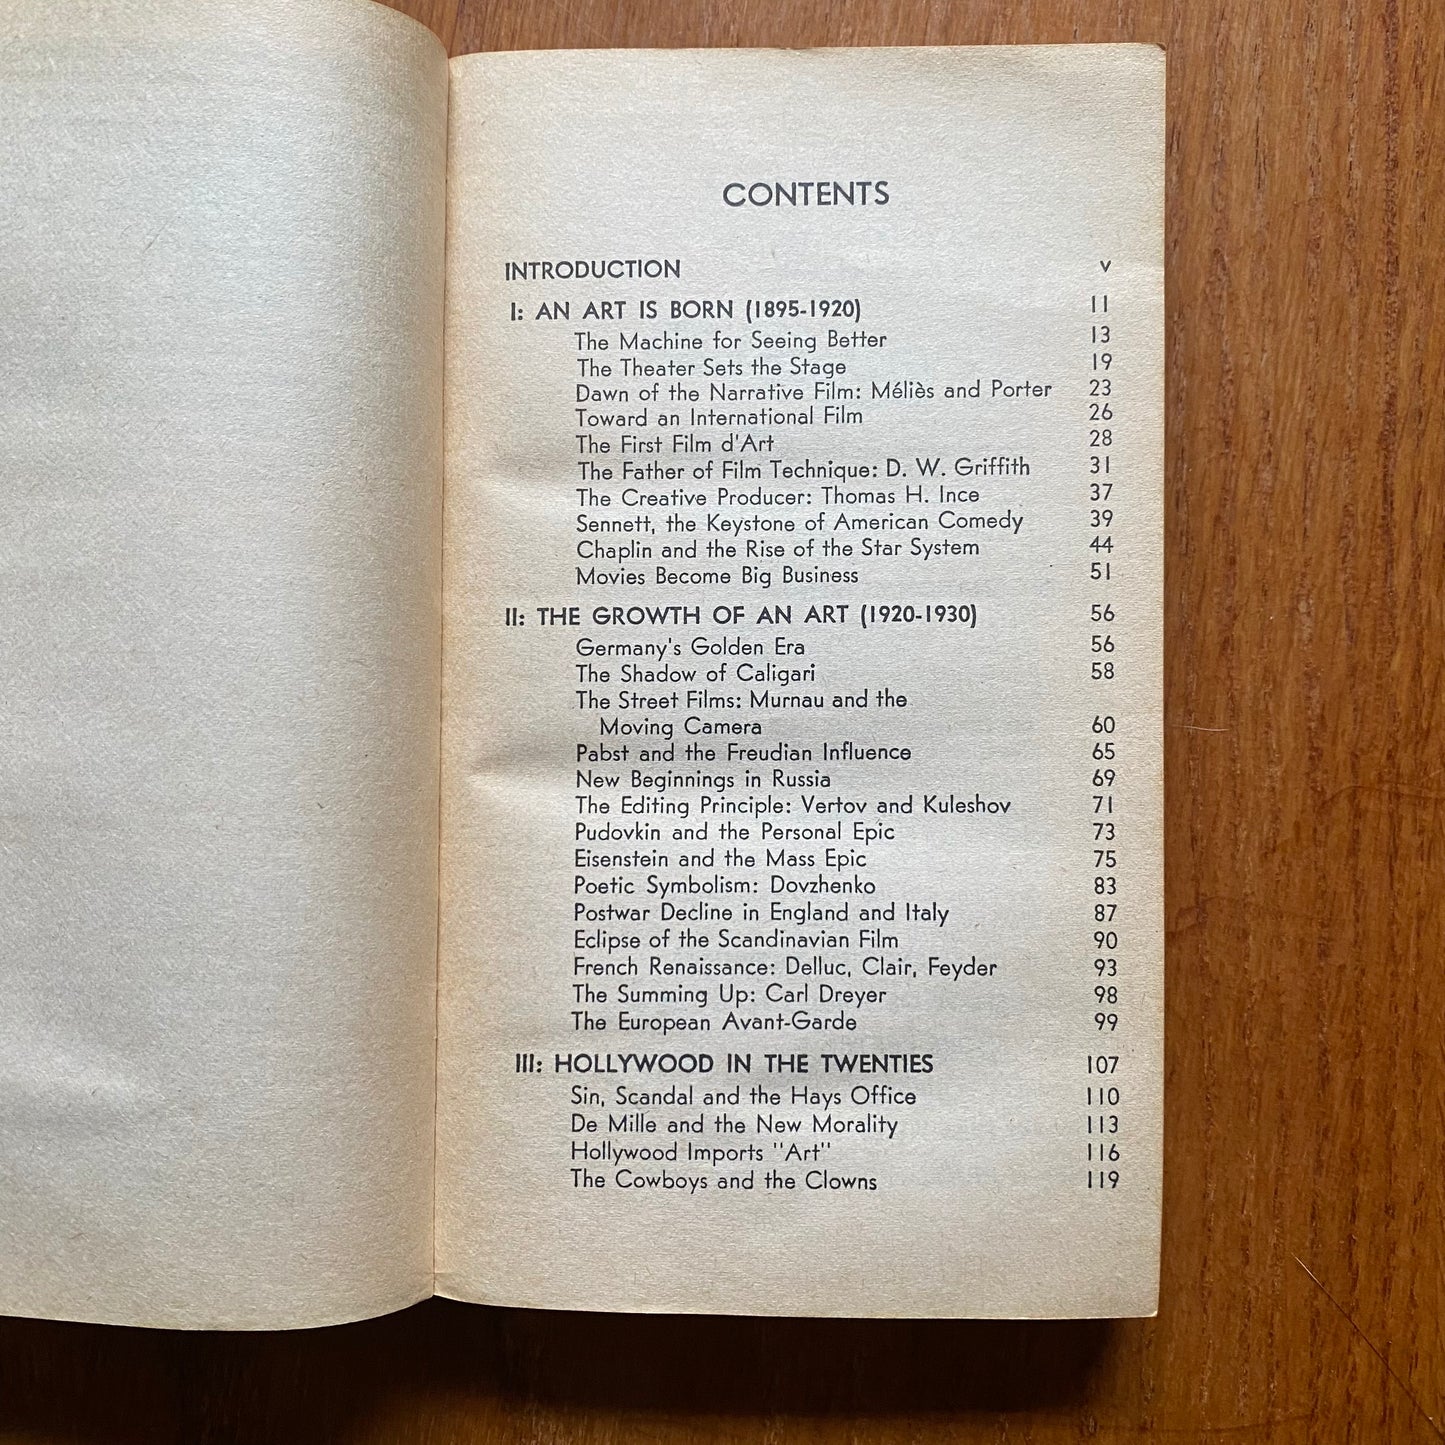 CONTENTS
INTRODUCTION v
I: AN ART IS BORN (1895-1920) 11
The Machine for Seeing Better 13
The Theater Sets the Stage 19
Dawn of the Narrative Film: Méliès and Porter 23
Toward an International Film 26
The First Film d'Art 28
The Father of Film Technique: D. W. Griffith 31
The Creative Producer: Thomas H. Ince 37
Sennett, the Keystone of American Comedy 39
Chaplin and the Rise of the Star System 44
Movies Become Big Business 51
II: THE GROWTH OF AN ART (1920-1930) 56
Germany's Golden Era 56
The Shadow of Caligari 58
The Street Films: Murnau and the
Moving Camera 60
Pabst and the Freudian Influence 65
New Beginnings in Russia 69
The Editing Principle: Vertov and Kuleshov 71
Pudovkin and the Personal Epic 73
Eisenstein and the Mass Epic 75
Poetic Symbolism: Dovzhenko 83
Postwar Decline in England and Italy 87
Eclipse of the Scandinavian Film 90
French Renaissance: Delluc, Clair, Feyder 93
The Summing Up: Carl Dreyer 98
The European Avant-Garde 99
III: HOLLYWOOD IN THE TWENTIES 107
Sin, Scandal and the Hays Office 110
De Mille and the New Morality 113
Hollywood Imports "Art" 116
The Cowboys and the Clowns 119